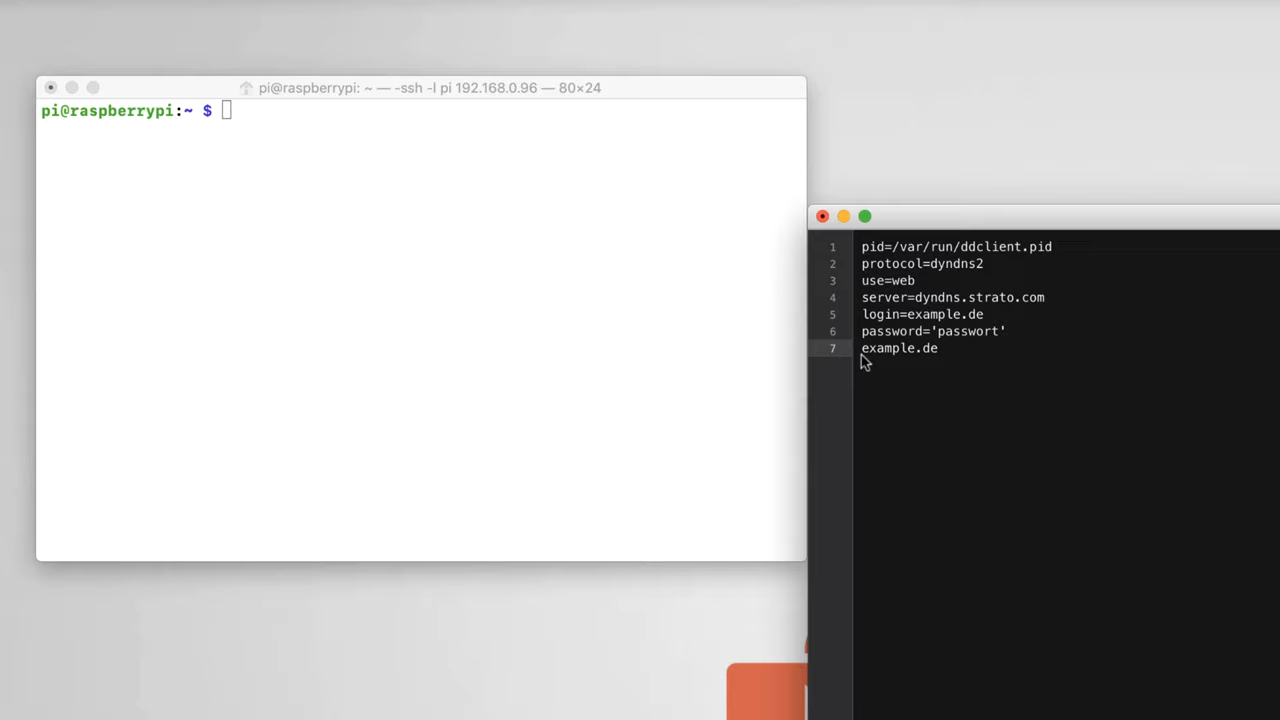 pi@raspberrypi: ~ — -ssh -l pi 192.168.0.96 — 80×24
pi@raspberrypi:~ $
1 pid=/var/run/ddclient.pid
2 protocol=dyndns2
3 use=web
4 server=dyndns.strato.com
5 login=example.de
6 password='passwort'
7 example.de